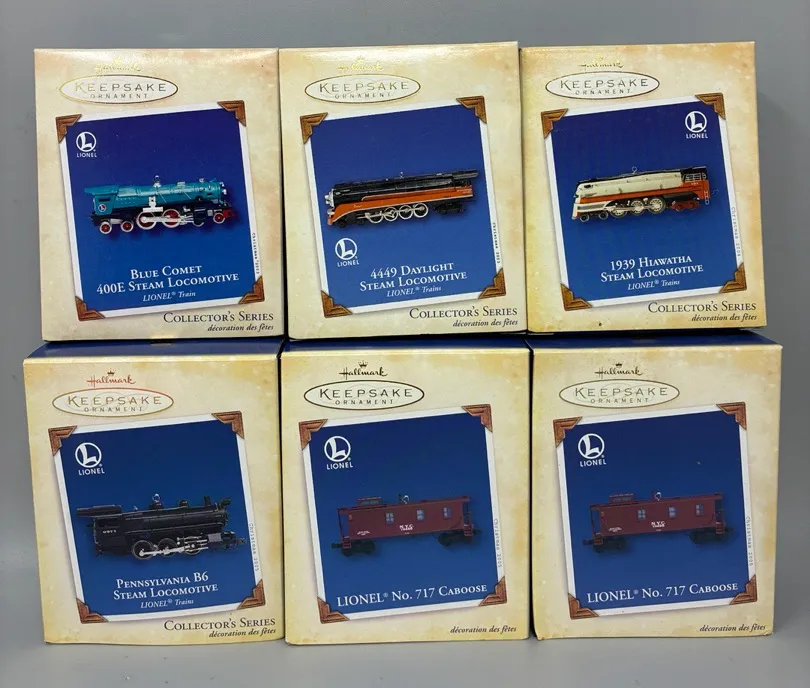 Hallmark
KEEPSAKE
ORNAMENT
L
LIONEL
BLUE COMET
400E STEAM LOCOMOTIVE
LIONEL® Train
COLLECTOR'S SERIES
décoration des fêtes
Hallmark
KEEPSAKE
ORNAMENT
L
LIONEL
4449 DAYLIGHT
STEAM LOCOMOTIVE
LIONEL® Trains
COLLECTOR'S SERIES
décoration des fêtes
Hallmark
KEEPSAKE
ORNAMENT
L
LIONEL
1939 HIAWATHA
STEAM LOCOMOTIVE
LIONEL® Trains
COLLECTOR'S SERIES
décoration des fêtes
Hallmark
KEEPSAKE
ORNAMENT
L
LIONEL
PENNSYLVANIA B6
STEAM LOCOMOTIVE
LIONEL® Trains
COLLECTOR'S SERIES
décoration des fêtes
Hallmark
KEEPSAKE
ORNAMENT
L
LIONEL
N.Y.C.
LIONEL® NO. 717 CABOOSE
décoration des fêtes
Hallmark
KEEPSAKE
ORNAMENT
L
LIONEL
N.Y.C.
LIONEL® NO. 717 CABOOSE
décoration des fêtes